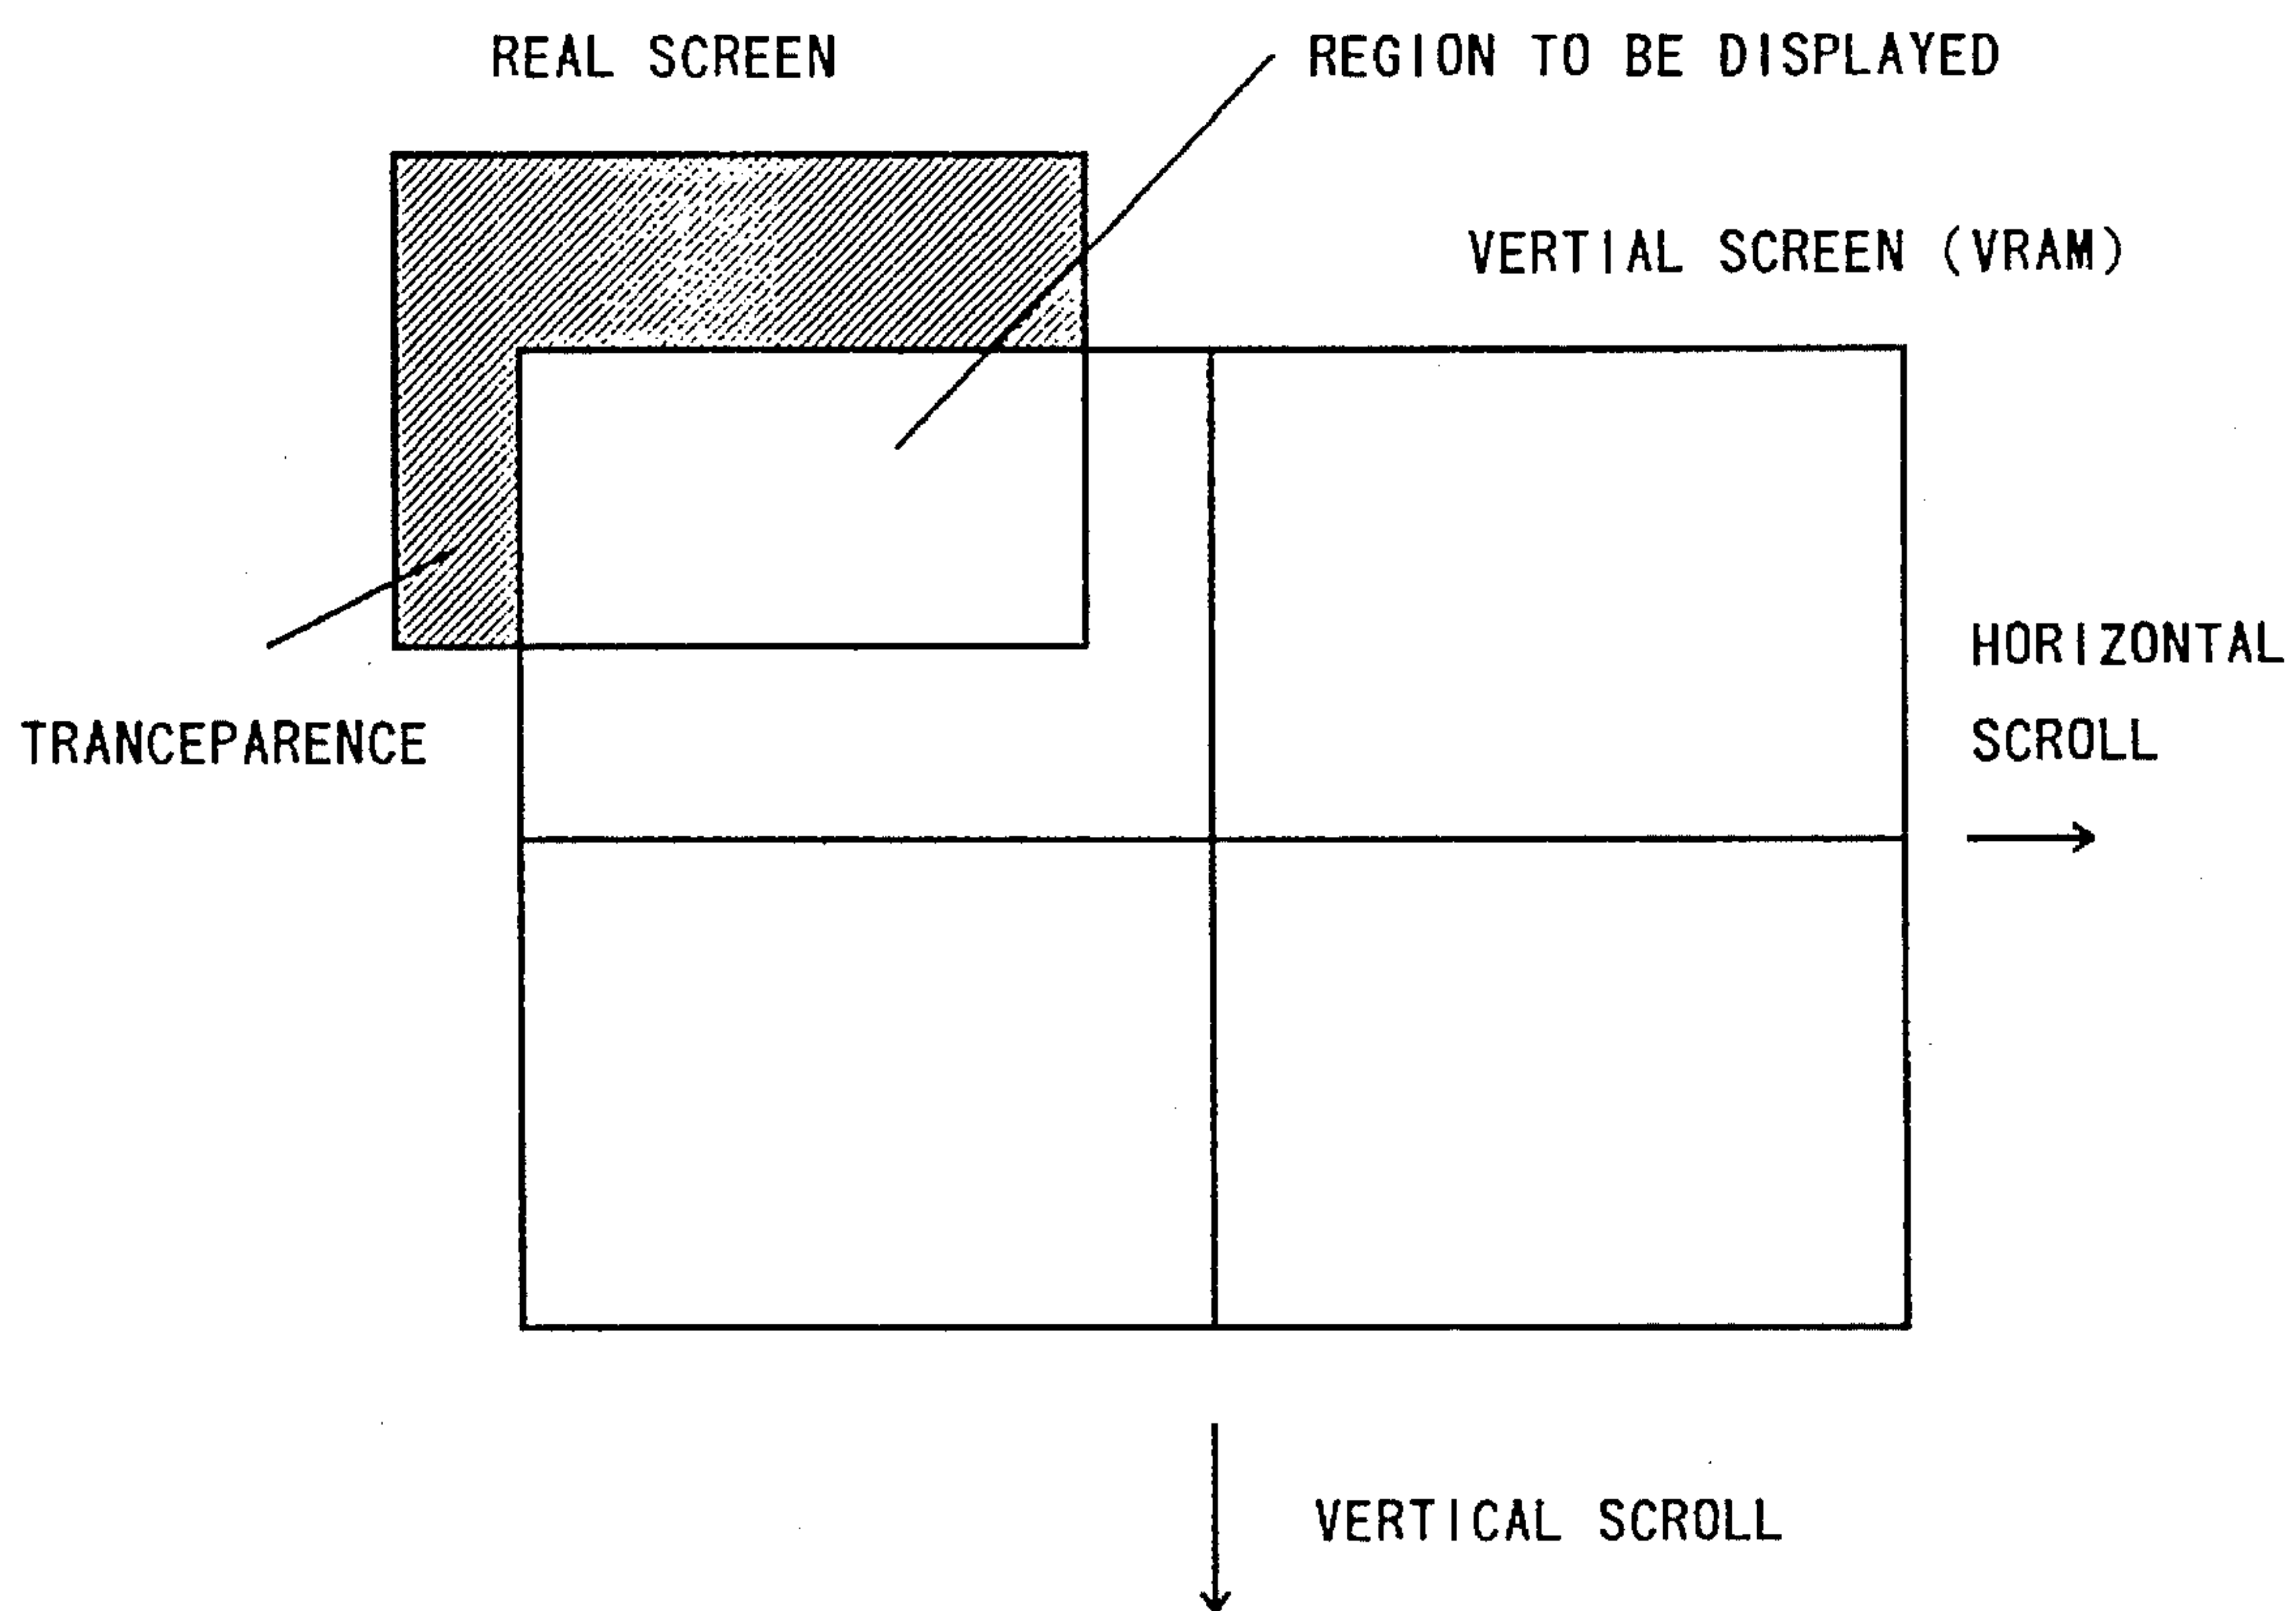 REAL SCREEN
REGION TO BE DISPLAYED
VERTIAL SCREEN (VRAM)
HORIZONTAL
SCROLL
TRANCEPARENCE
VERTICAL SCROLL